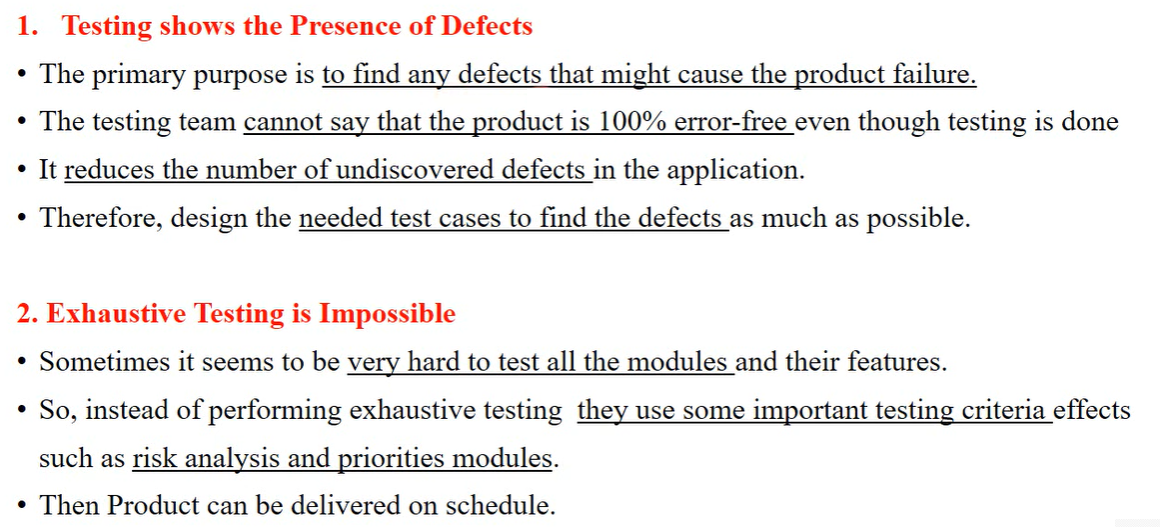 1. Testing shows the Presence of Defects
• The primary purpose is to find any defects that might cause the product failure.
• The testing team cannot say that the product is 100% error-free even though testing is done
• It reduces the number of undiscovered defects in the application.
• Therefore, design the needed test cases to find the defects as much as possible.
2. Exhaustive Testing is Impossible
• Sometimes it seems to be very hard to test all the modules and their features.
• So, instead of performing exhaustive testing they use some important testing criteria effects
such as risk analysis and priorities modules.
• Then Product can be delivered on schedule.